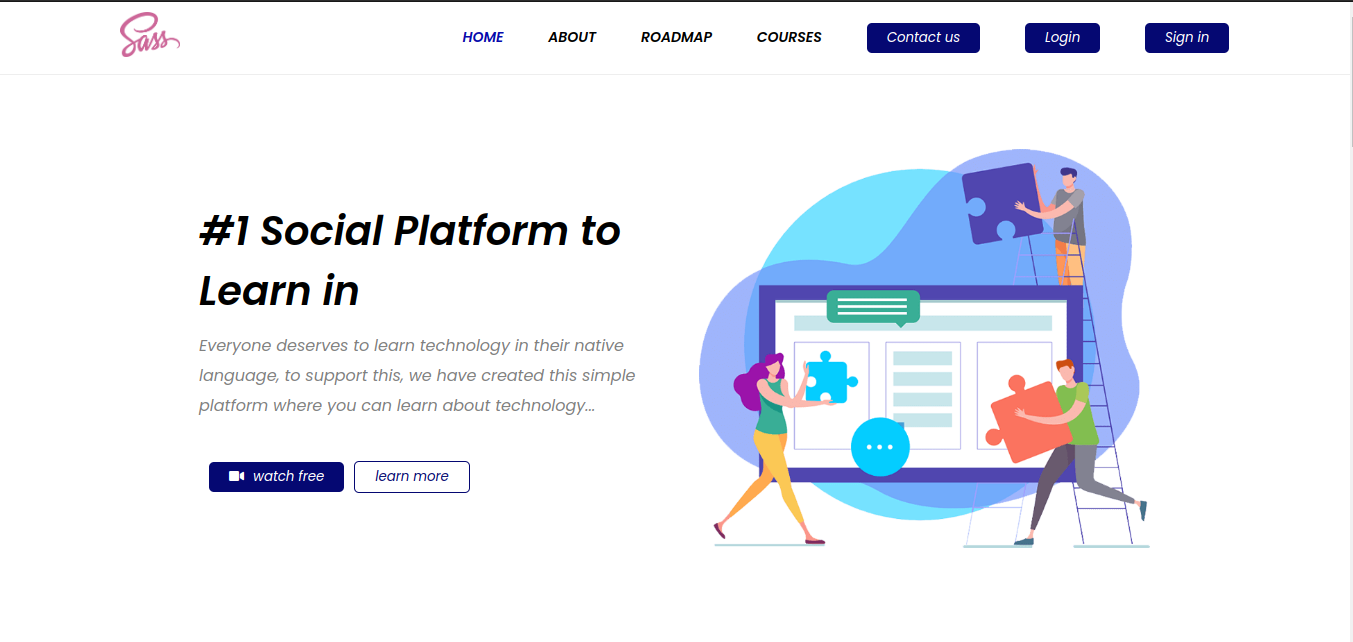 Sass
HOME ABOUT ROADMAP COURSES Contact us Login Sign in
#1 Social Platform to
Learn in
Everyone deserves to learn technology in their native
language, to support this, we have created this simple
platform where you can learn about technology...
watch free learn more